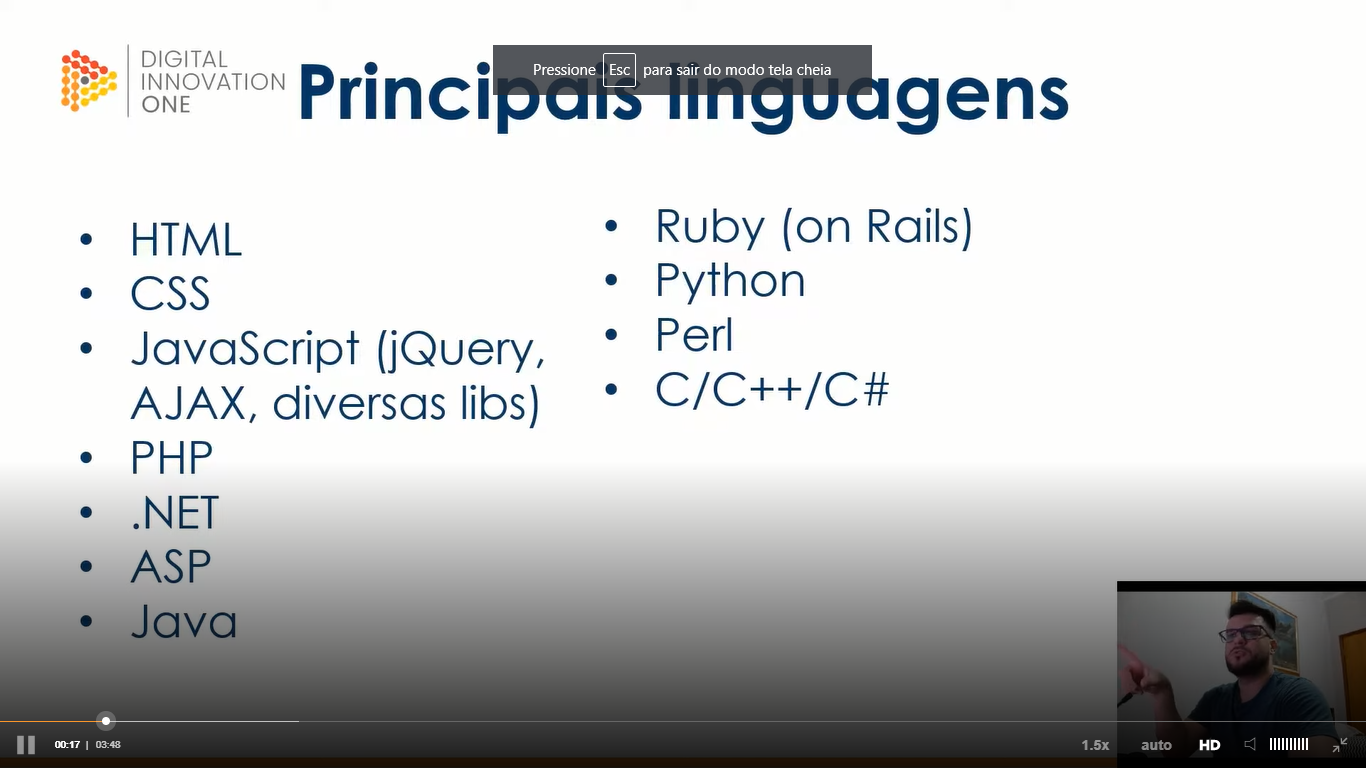 DIGITAL
INNOVATION
ONE
Pressione Esc para sair do modo tela cheia
Principais linguagens
HTML
CSS
JavaScript (jQuery,
AJAX, diversas libs)
PHP
.NET
ASP
Java
Ruby (on Rails)
Python
Perl
C/C++/C#
00:17 | 03:48
1.5x auto HD